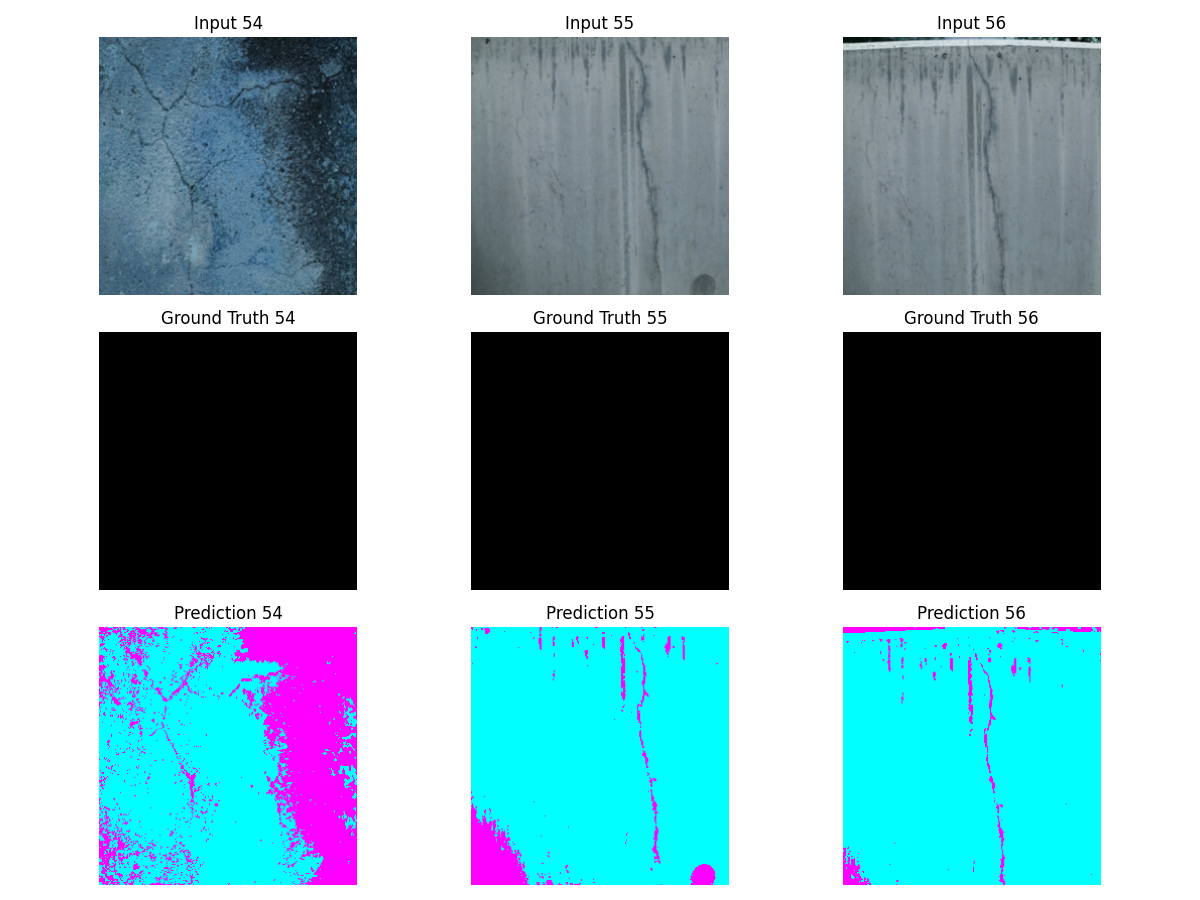 Input 54
Input 55
Input 56
Ground Truth 54
Ground Truth 55
Ground Truth 56
Prediction 54
Prediction 55
Prediction 56